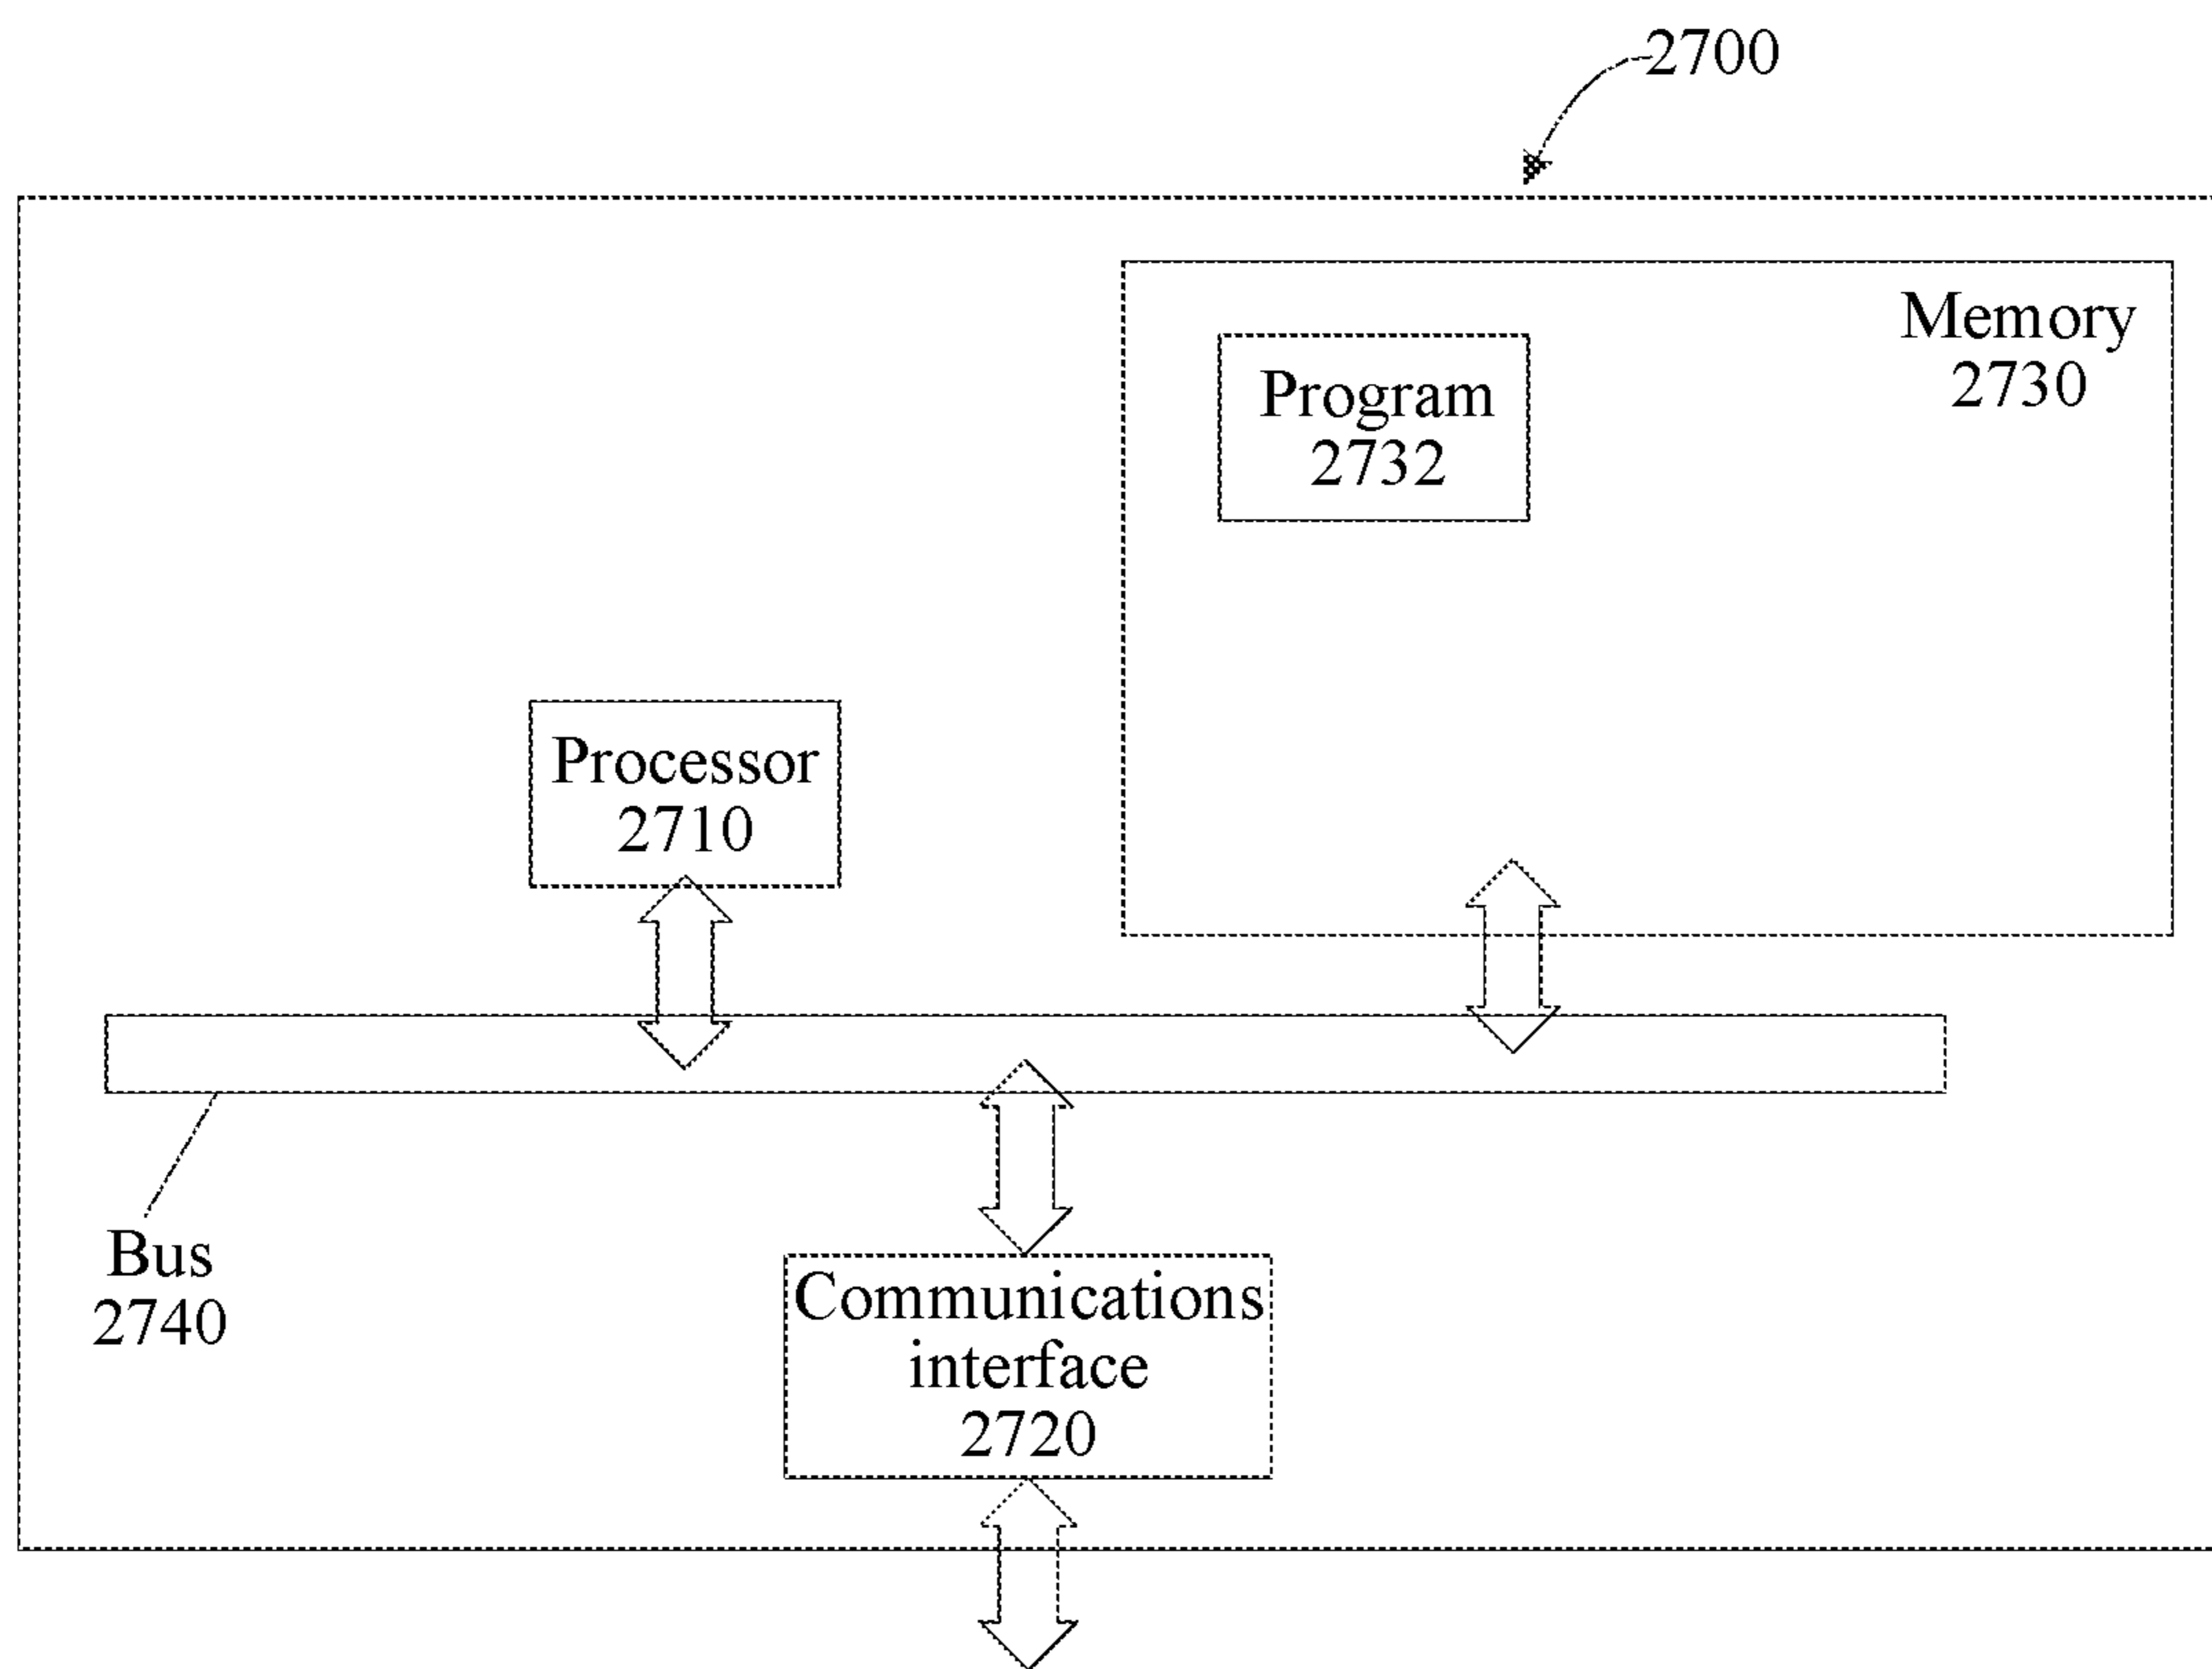 2700
Memory
2730
Program
2732
Processor
2710
Bus
2740
Communications
interface
2720